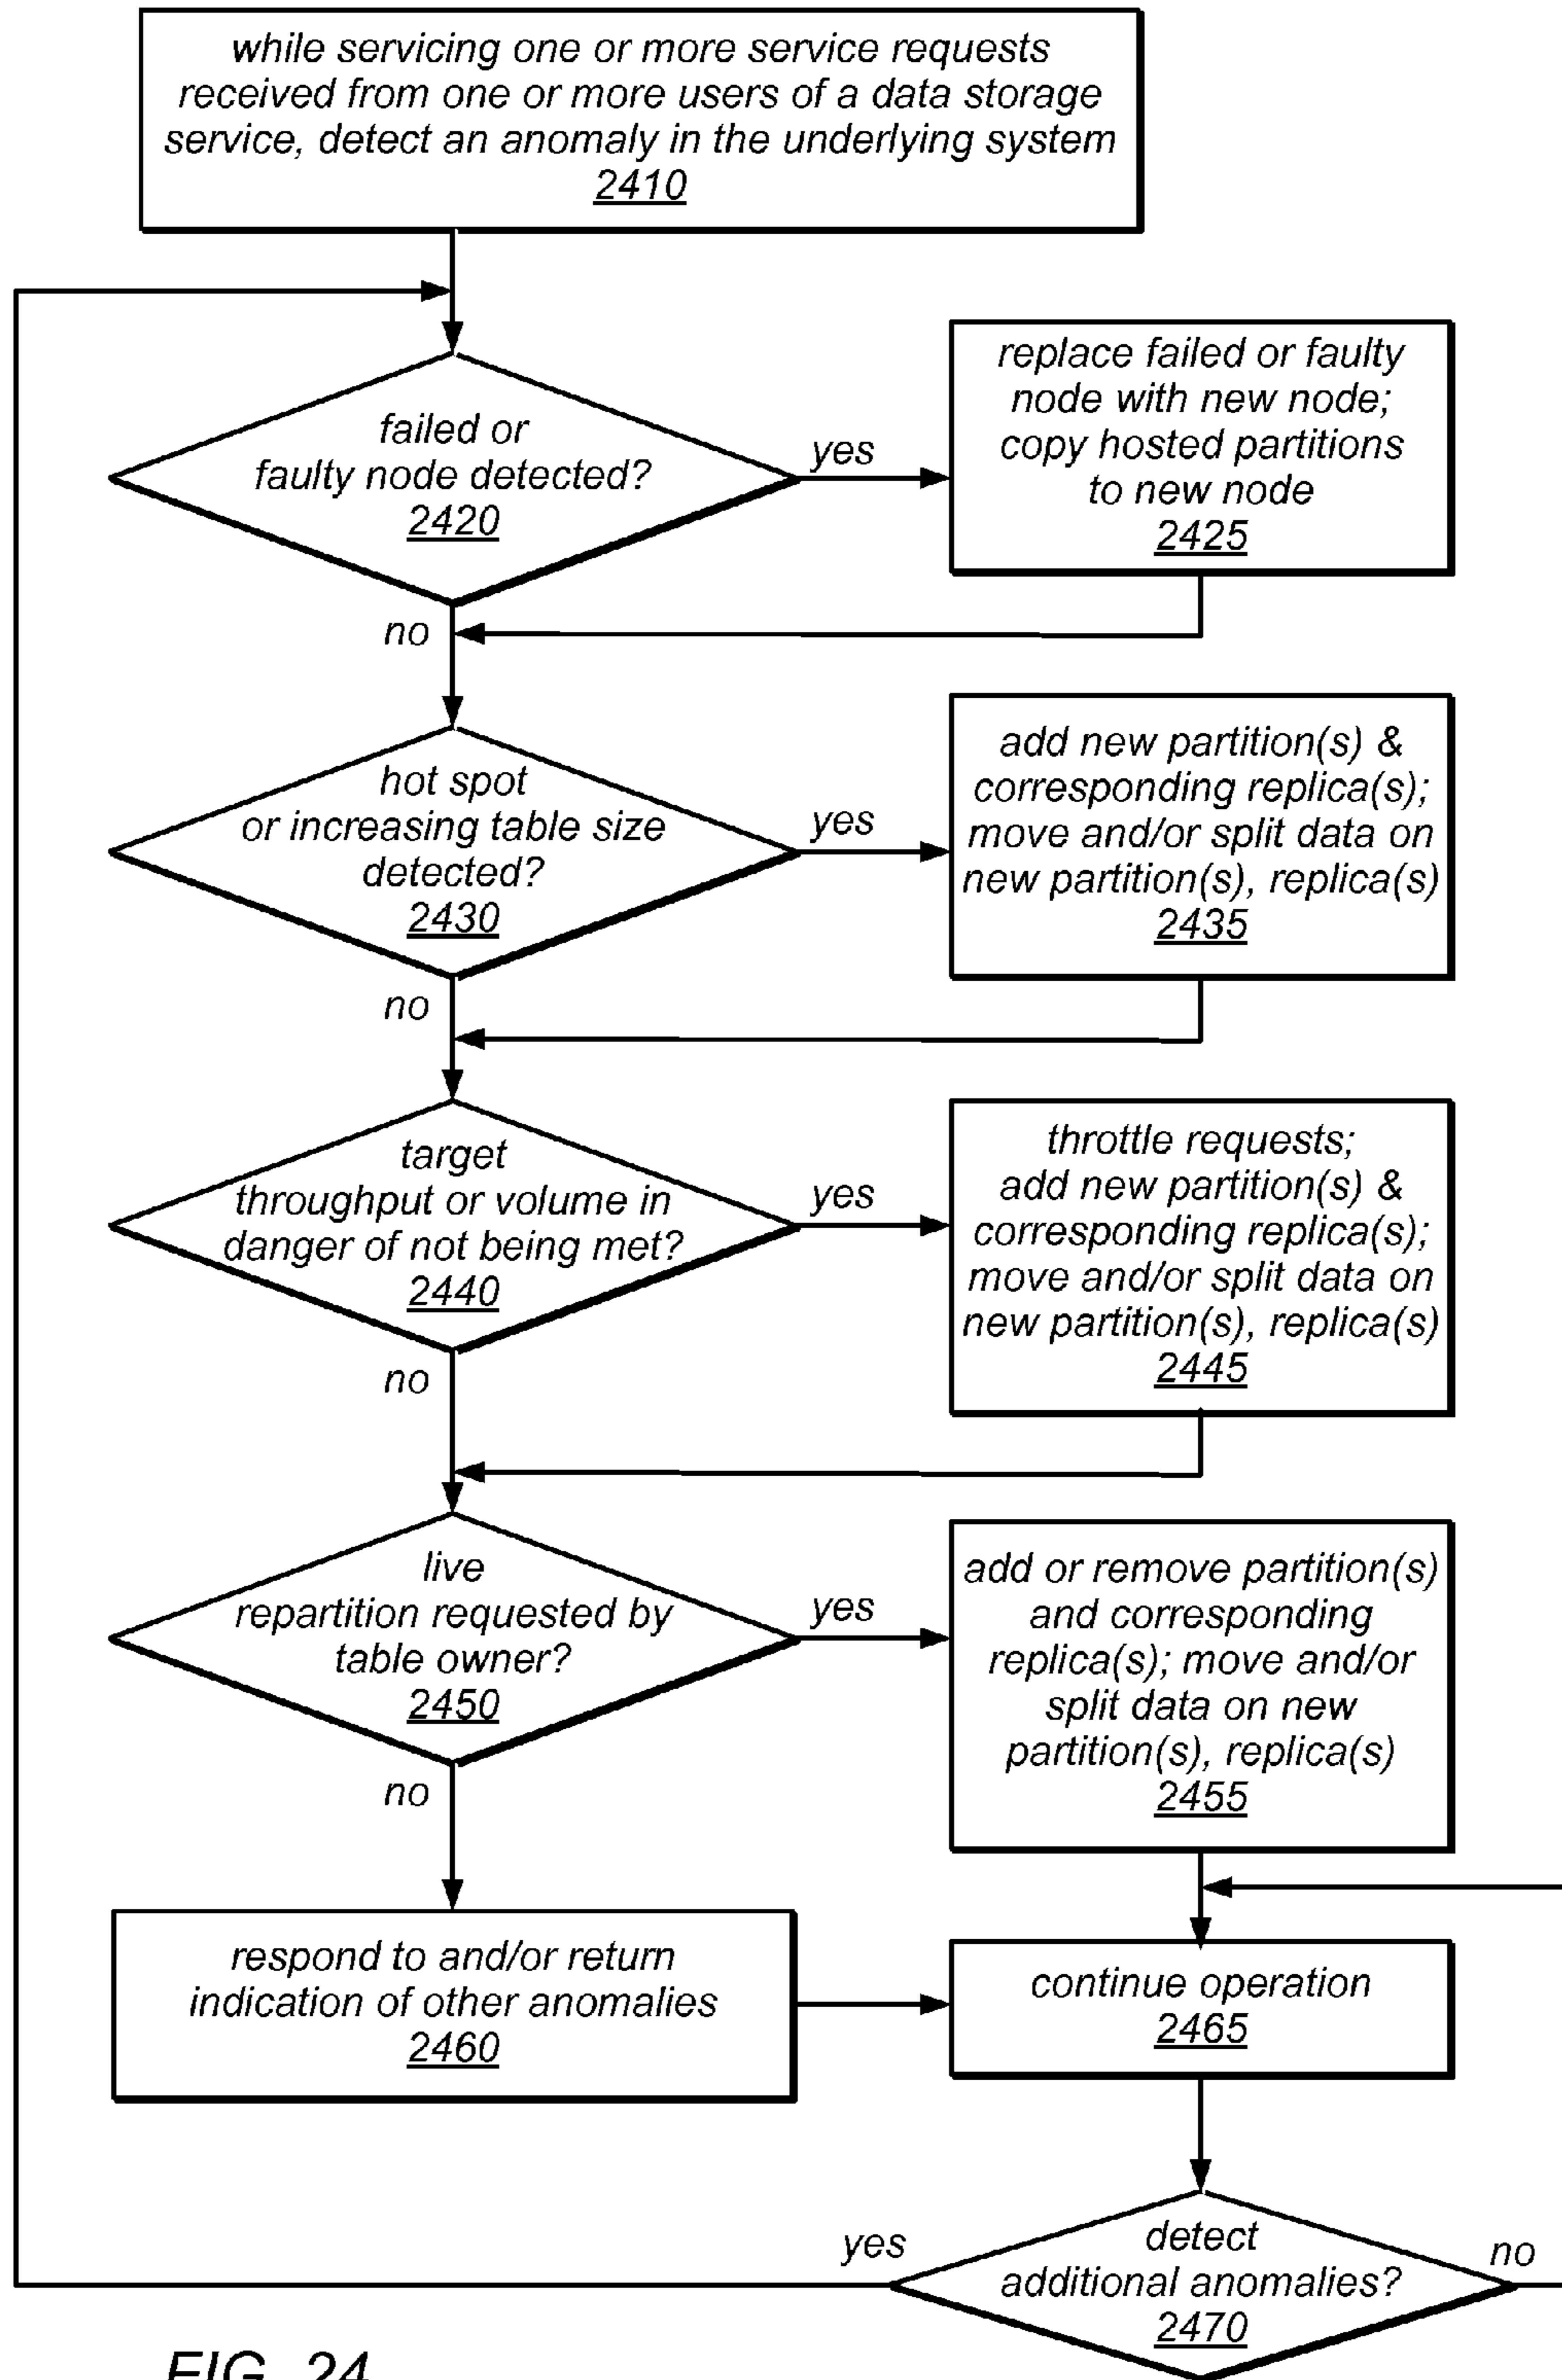 while servicing one or more service requests
received from one or more users of a data storage
service, detect an anomaly in the underlying system
2410
failed or
faulty node detected?
2420
yes
replace failed or faulty
node with new node;
copy hosted partitions
to new node
2425
no
hot spot
or increasing table size
detected?
2430
yes
add new partition(s) &
corresponding replica(s);
move and/or split data on
new partition(s), replica(s)
2435
no
target
throughput or volume in
danger of not being met?
2440
yes
throttle requests;
add new partition(s) &
corresponding replica(s);
move and/or split data on
new partition(s), replica(s)
2445
no
live
repartition requested by
table owner?
2450
yes
add or remove partition(s)
and corresponding
replica(s); move and/or
split data on new
partition(s), replica(s)
2455
no
respond to and/or return
indication of other anomalies
2460
continue operation
2465
yes
detect
additional anomalies?
2470
no
FIG. 24